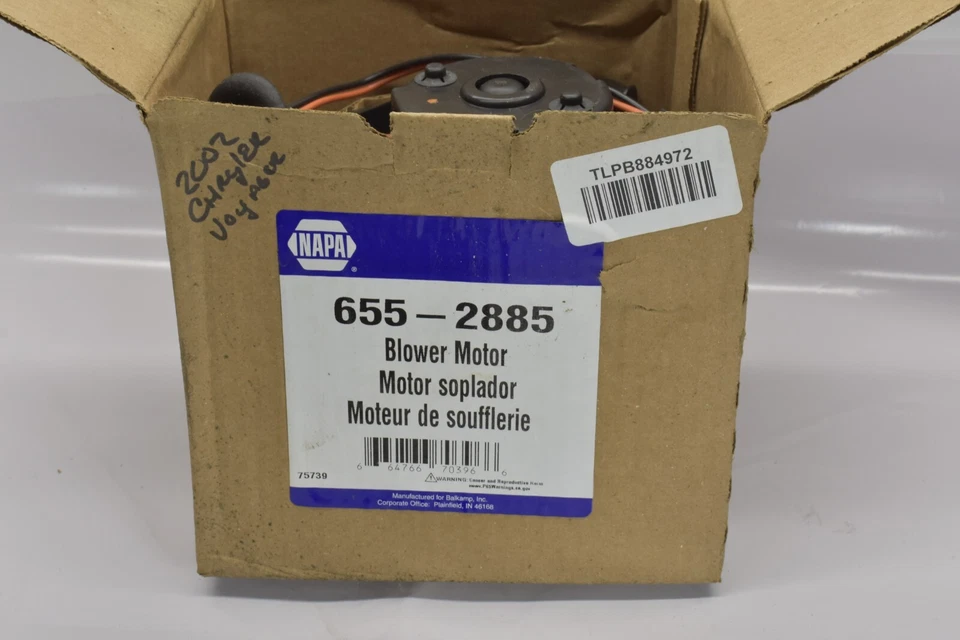 2002
CHRYSLER
VOYAGER
TLPB884972
NAPA
®
655-2885
Blower Motor
Motor soplador
Moteur de soufflerie
6 64766 70396 6
75739
WARNING: Cancer and Reproductive Harm
www.P65Warnings.ca.gov
Manufactured for Balkamp, Inc.
Corporate Office: Plainfield, IN 46168